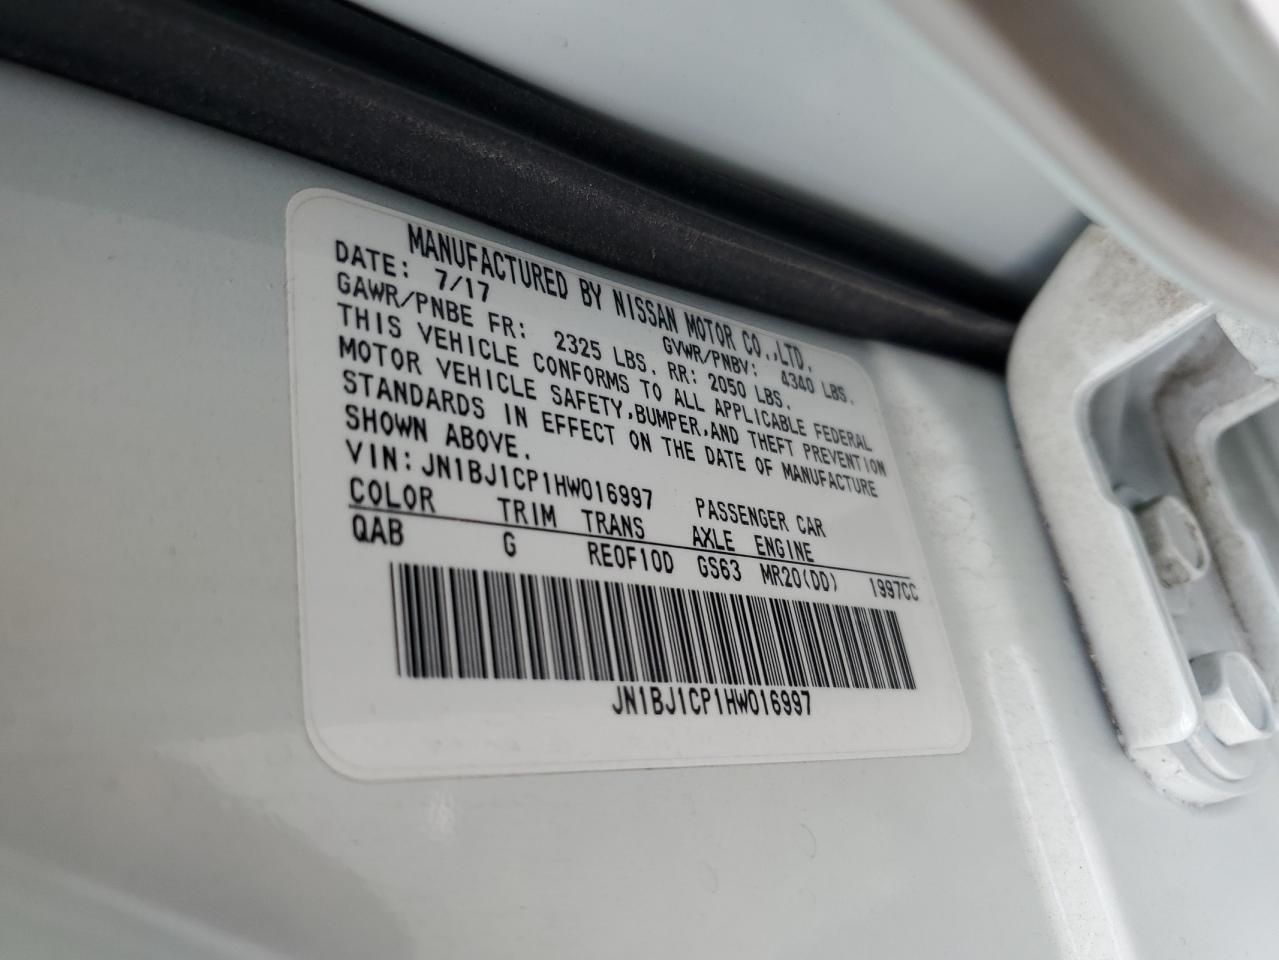 MANUFACTURED BY NISSAN MOTOR CO.,LTD.
DATE: 7/17 GVWR/PNBV: 4340 LBS.
GAWR/PNBE FR: 2325 LBS. RR: 2050 LBS.
THIS VEHICLE CONFORMS TO ALL APPLICABLE FEDERAL
MOTOR VEHICLE SAFETY,BUMPER,AND THEFT PREVENTION
STANDARDS IN EFFECT ON THE DATE OF MANUFACTURE
SHOWN ABOVE.
VIN: JN1BJ1CP1HW016997 PASSENGER CAR
COLOR TRIM TRANS AXLE ENGINE
QAB G RE0F10D GS63 MR20(DD) 1997CC
JN1BJ1CP1HW016997